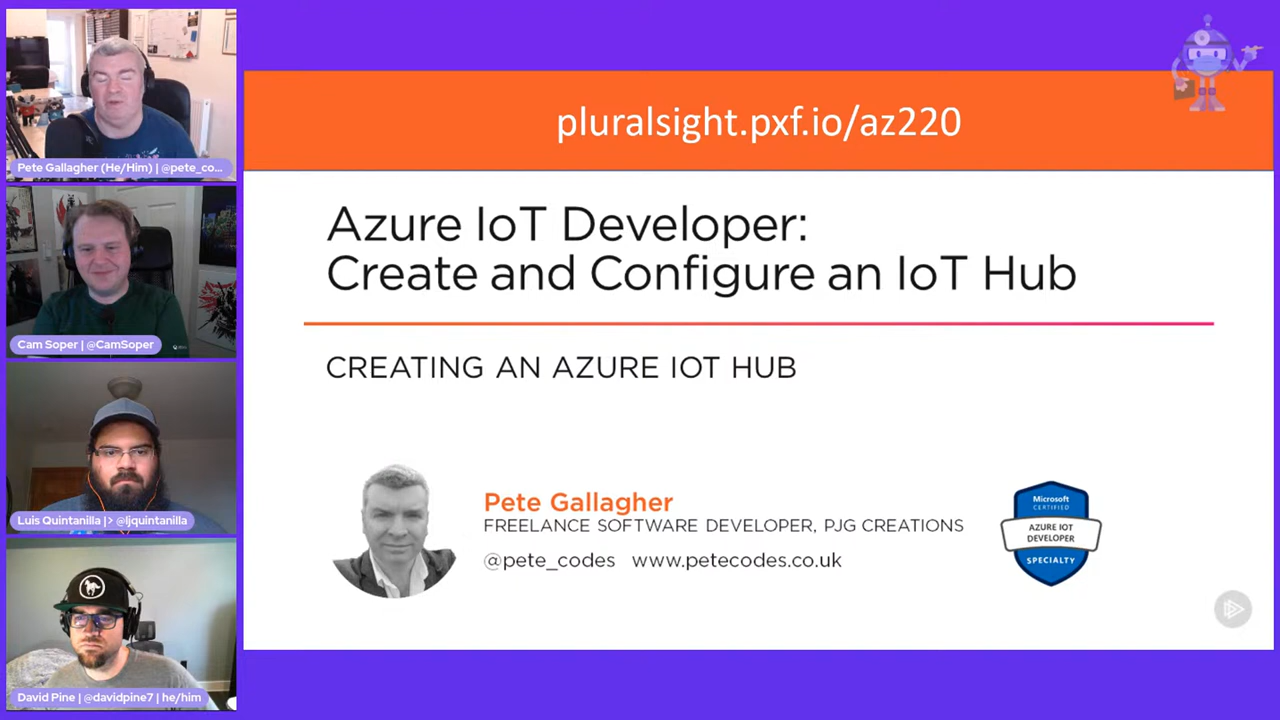 Pete Gallagher (He/Him) | @pete_co...
Cam Soper | @CamSoper
Luis Quintanilla |> @ljquintanilla
David Pine | @davidpine7 | he/him
pluralsight.pxf.io/az220
Azure IoT Developer:
Create and Configure an IoT Hub
CREATING AN AZURE IOT HUB
Pete Gallagher
FREELANCE SOFTWARE DEVELOPER, PJG CREATIONS
@pete_codes www.petecodes.co.uk
Microsoft
CERTIFIED
AZURE IOT
DEVELOPER
SPECIALTY